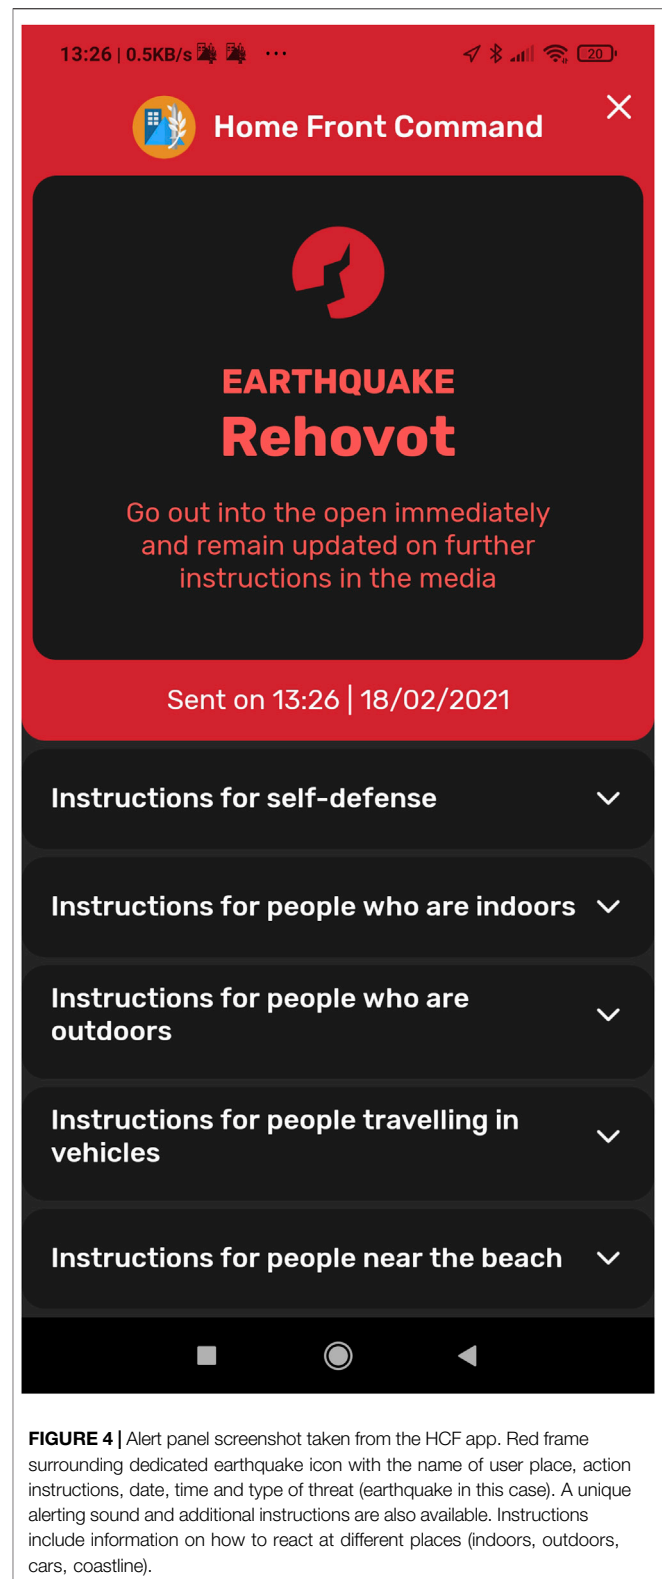 13:26 | 0.5KB/s ...
20
Home Front Command
EARTHQUAKE
Rehovot
Go out into the open immediately
and remain updated on further
instructions in the media
Sent on 13:26 | 18/02/2021
Instructions for self-defense
Instructions for people who are indoors
Instructions for people who are
outdoors
Instructions for people travelling in
vehicles
Instructions for people near the beach
FIGURE 4 | Alert panel screenshot taken from the HCF app. Red frame
surrounding dedicated earthquake icon with the name of user place, action
instructions, date, time and type of threat (earthquake in this case). A unique
alerting sound and additional instructions are also available. Instructions
include information on how to react at different places (indoors, outdoors,
cars, coastline).